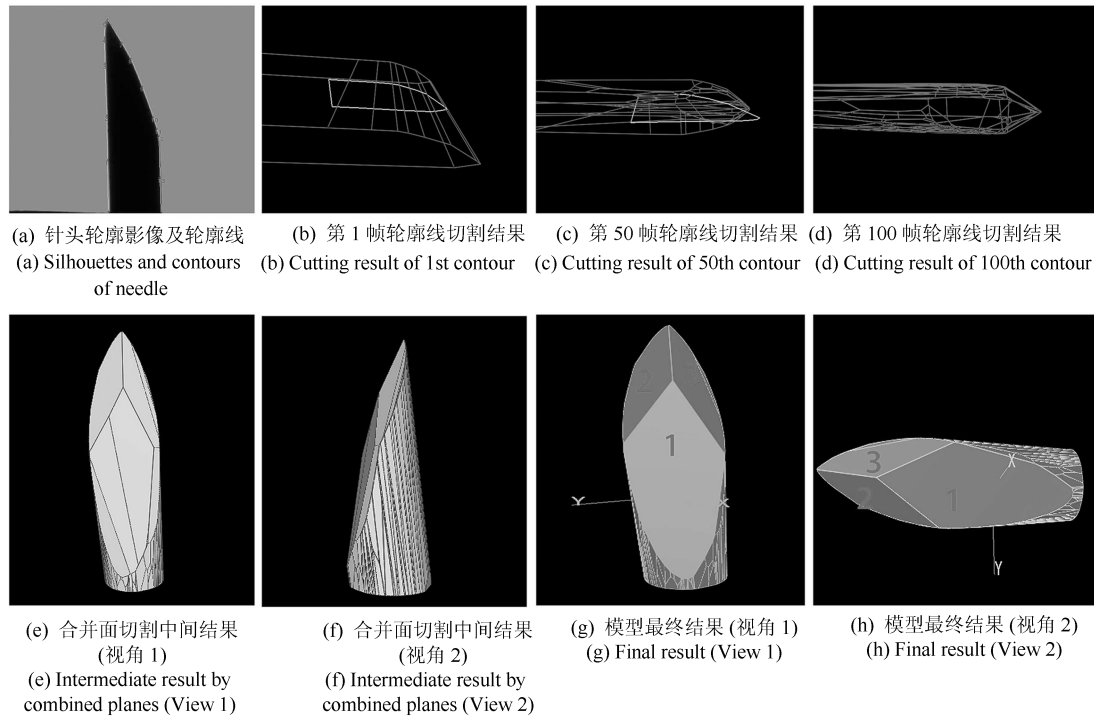 (a) 针头轮廓影像及轮廓线
(a) Silhouettes and contours
of needle
(b) 第 1 帧轮廓线切割结果
(b) Cutting result of 1st contour
(c) 第 50 帧轮廓线切割结果
(c) Cutting result of 50th contour
(d) 第 100 帧轮廓线切割结果
(d) Cutting result of 100th contour
2
1
Y
X
3
2
1
X
Y
(e) 合并面切割中间结果
(视角 1)
(e) Intermediate result by
combined planes (View 1)
(f) 合并面切割中间结果
(视角 2)
(f) Intermediate result by
combined planes (View 2)
(g) 模型最终结果 (视角 1)
(g) Final result (View 1)
(h) 模型最终结果 (视角 2)
(h) Final result (View 2)